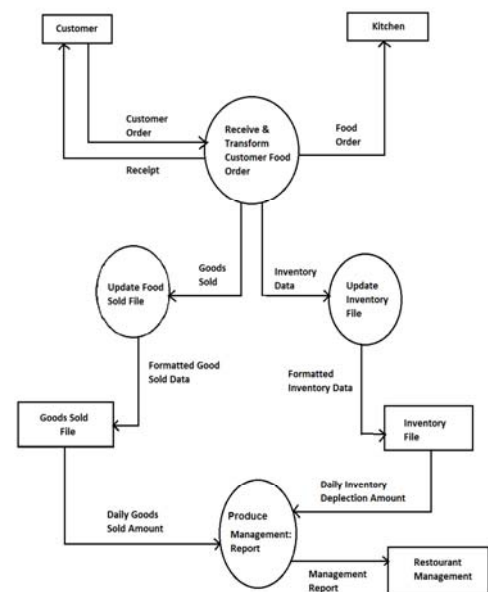 Customer
Kitchen
Customer
Order
Receipt
Receive &
Transform
Customer Food
Order
Food
Order
Goods
Sold
Inventory
Data
Update Food
Sold File
Update
Inventory
File
Formatted Good
Sold Data
Formatted
Inventory Data
Goods Sold
File
Inventory
File
Daily Goods
Sold Amount
Daily Inventory
Deplection Amount
Produce
Management:
Report
Management
Report
Restourant
Management